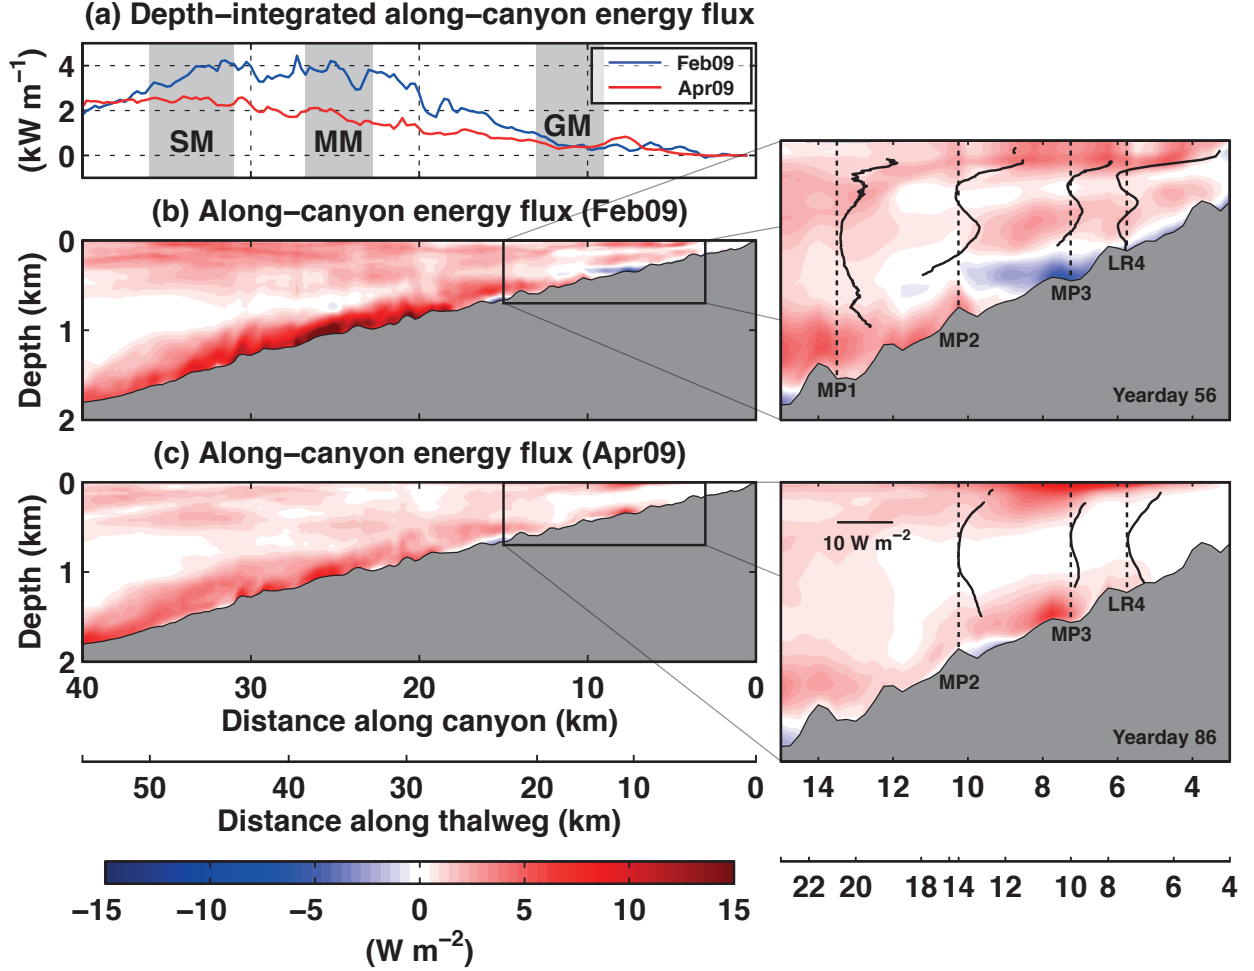 (a) Depth−integrated along−canyon energy flux
(kW m−1)
4
2
0
SM
MM
GM
Feb09
Apr09
(b) Along−canyon energy flux (Feb09)
Depth (km)
0
1
2
MP1
MP2
MP3
LR4
Yearday 56
(c) Along−canyon energy flux (Apr09)
Depth (km)
0
1
2
40 30 20 10 0
Distance along canyon (km)
50 40 30 20 10 0
Distance along thalweg (km)
10 W m−2
MP2
MP3
LR4
Yearday 86
14 12 10 8 6 4
22 20 18 14 12 10 8 6 4
−15 −10 −5 0 5 10 15
(W m−2)